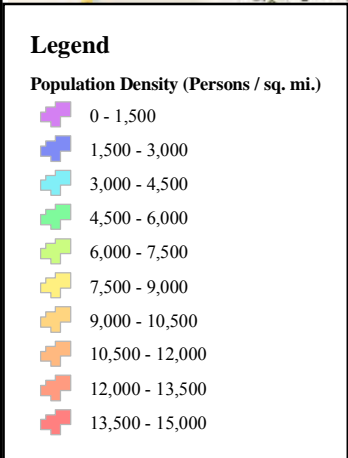 Legend
Population Density (Persons / sq. mi.)
0 - 1,500
1,500 - 3,000
3,000 - 4,500
4,500 - 6,000
6,000 - 7,500
7,500 - 9,000
9,000 - 10,500
10,500 - 12,000
12,000 - 13,500
13,500 - 15,000